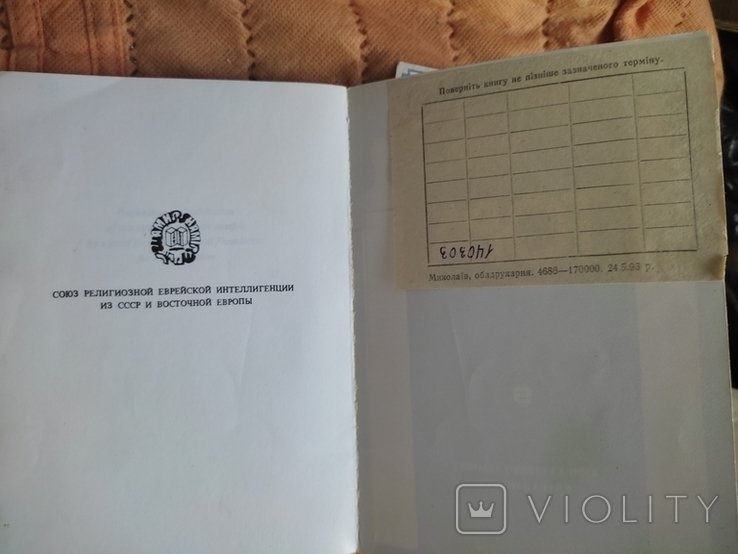 СОЮЗ РЕЛИГИОЗНОЙ ЕВРЕЙСКОЙ ИНТЕЛЛИГЕНЦИИ
ИЗ СССР И ВОСТОЧНОЙ ЕВРОПЫ
Поверніть книгу не пізніше зазначеного терміну.
140303
Миколаїв, облдрукарня. 4686—170000. 24.5.93 р.
VIOLITY